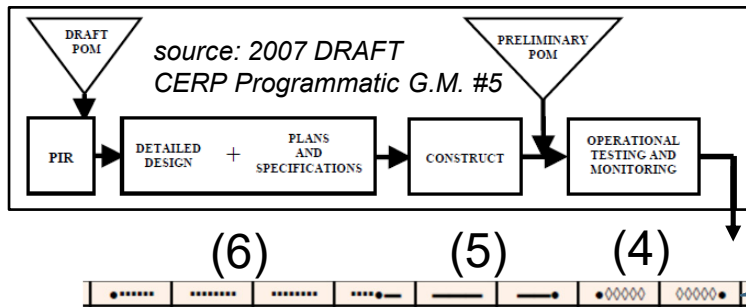 DRAFT
POM
source: 2007 DRAFT
CERP Programmatic G.M. #5
PRELIMINARY
POM
PIR
DETAILED
DESIGN
+
PLANS
AND
SPECIFICATIONS
CONSTRUCT
OPERATIONAL
TESTING AND
MONITORING
(6)
(5)
(4)